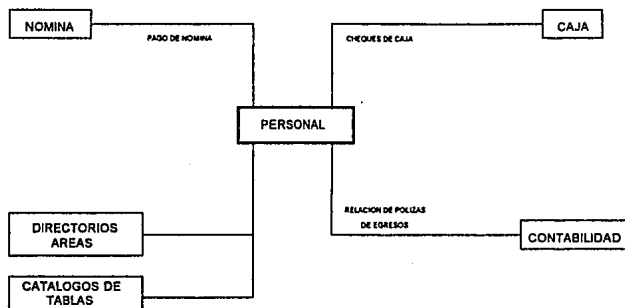 NOMINA
CAJA
PAGO DE NOMINA
CHEQUES DE CAJA
PERSONAL
RELACION DE POLIZAS
DE EGRESOS
DIRECTORIOS
AREAS
CONTABILIDAD
CATALOGOS DE
TABLAS